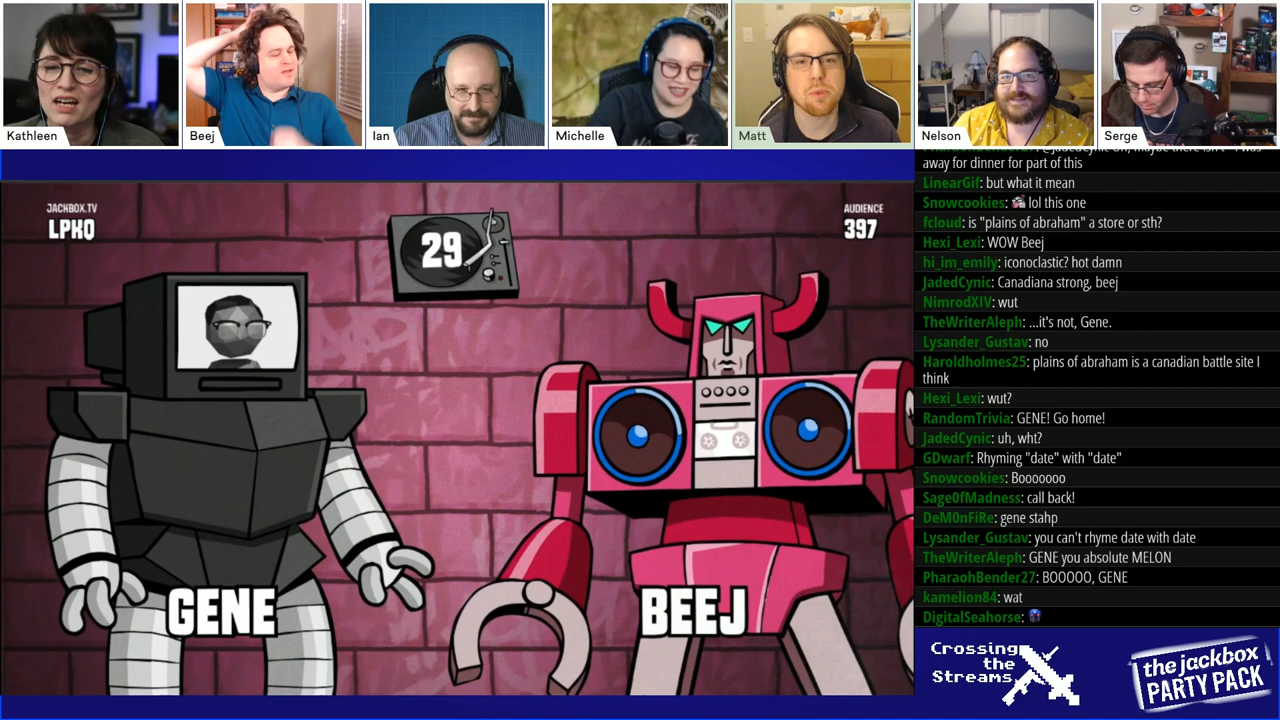 Kathleen
Beej
Ian
Michelle
Matt
Nelson
Serge
away for dinner for part of this
LinearGif: but what it mean
Snowcookies: lol this one
fcloud: is "plains of abraham" a store or sth?
Hexi_Lexi: WOW Beej
hi_im_emily: iconoclastic? hot damn
JadedCynic: Canadiana strong, beej
NimrodXIV: wut
TheWriterAleph: ...it's not, Gene.
Lysander_Gustav: no
Haroldholmes25: plains of abraham is a canadian battle site I
think
Hexi_Lexi: wut?
RandomTrivia: GENE! Go home!
JadedCynic: uh, wht?
GDwarf: Rhyming "date" with "date"
Snowcookies: Booooooo
Sage0fMadness: call back!
DeM0nFiRe: gene stahp
Lysander_Gustav: you can't rhyme date with date
TheWriterAleph: GENE you absolute MELON
PharaohBender27: BOOOOO, GENE
kamelion84: wat
DigitalSeahorse:
JACKBOX.TV
LPKQ
29
AUDIENCE
397
GENE
BEEJ
Crossing
the
Streams
the jackbox
PARTY PACK